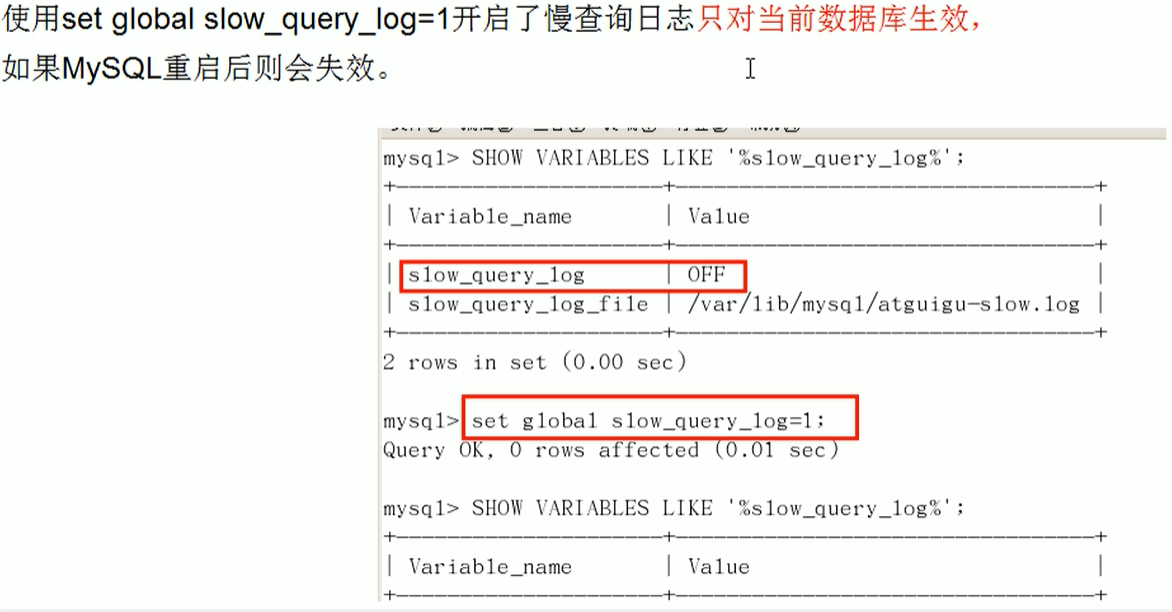 使用set global slow_query_log=1开启了慢查询日志只对当前数据库生效，
如果MySQL重启后则会失效。
mysql> SHOW VARIABLES LIKE '%slow_query_log%';
| Variable_name | Value |
| slow_query_log | OFF |
| slow_query_log_file | /var/lib/mysql/atguigu-slow.log |
2 rows in set (0.00 sec)
mysql> set global slow_query_log=1;
Query OK, 0 rows affected (0.01 sec)
mysql> SHOW VARIABLES LIKE '%slow_query_log%';
| Variable_name | Value |